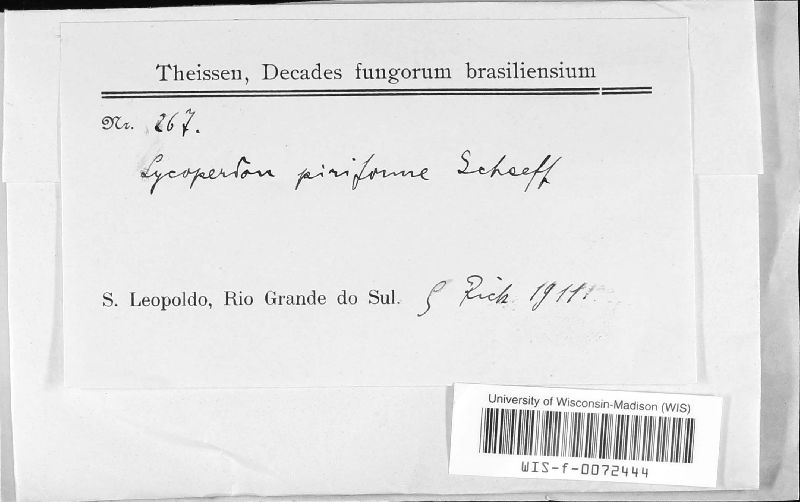 Theissen, Decades fungorum brasiliensium
Nr. 267.
Lycoperdon piriforme Schaeff
S. Leopoldo, Rio Grande do Sul. Rick 1911
University of Wisconsin-Madison (WIS)
WIS-f-0072444